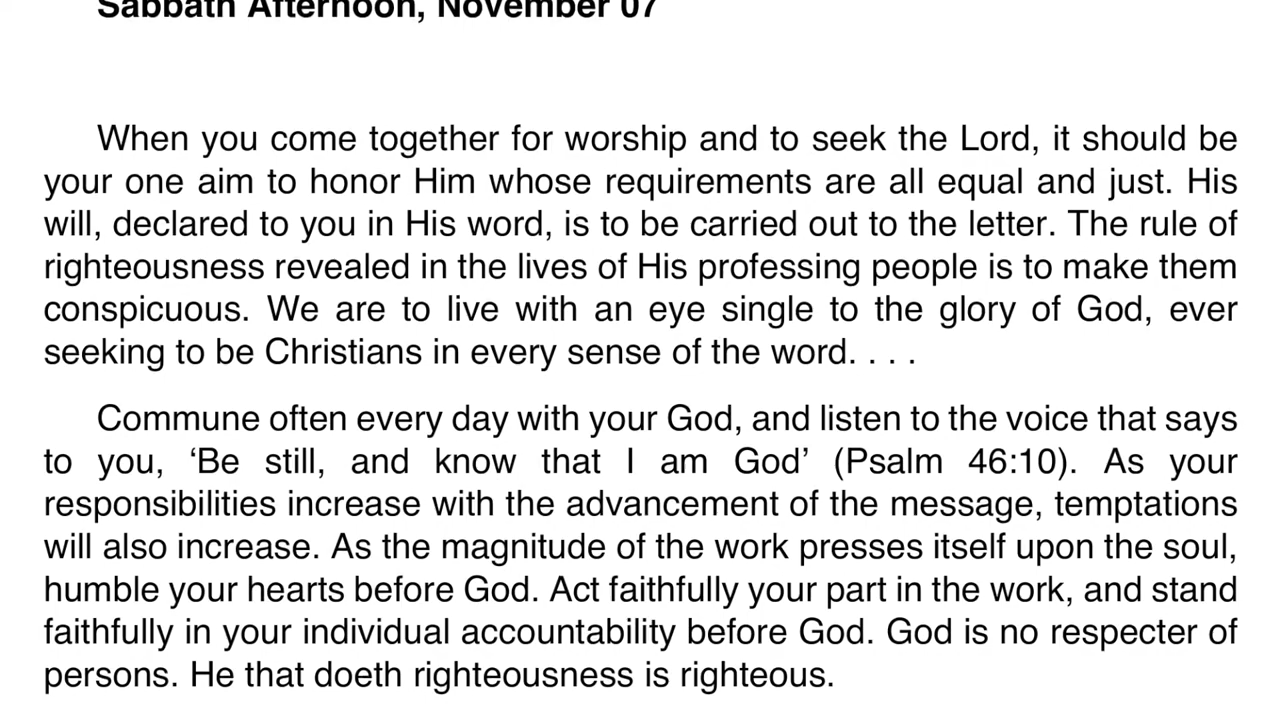 Sabbath Afternoon, November 07
When you come together for worship and to seek the Lord, it should be
your one aim to honor Him whose requirements are all equal and just. His
will, declared to you in His word, is to be carried out to the letter. The rule of
righteousness revealed in the lives of His professing people is to make them
conspicuous. We are to live with an eye single to the glory of God, ever
seeking to be Christians in every sense of the word. . . .
Commune often every day with your God, and listen to the voice that says
to you, ‘Be still, and know that I am God’ (Psalm 46:10). As your
responsibilities increase with the advancement of the message, temptations
will also increase. As the magnitude of the work presses itself upon the soul,
humble your hearts before God. Act faithfully your part in the work, and stand
faithfully in your individual accountability before God. God is no respecter of
persons. He that doeth righteousness is righteous.